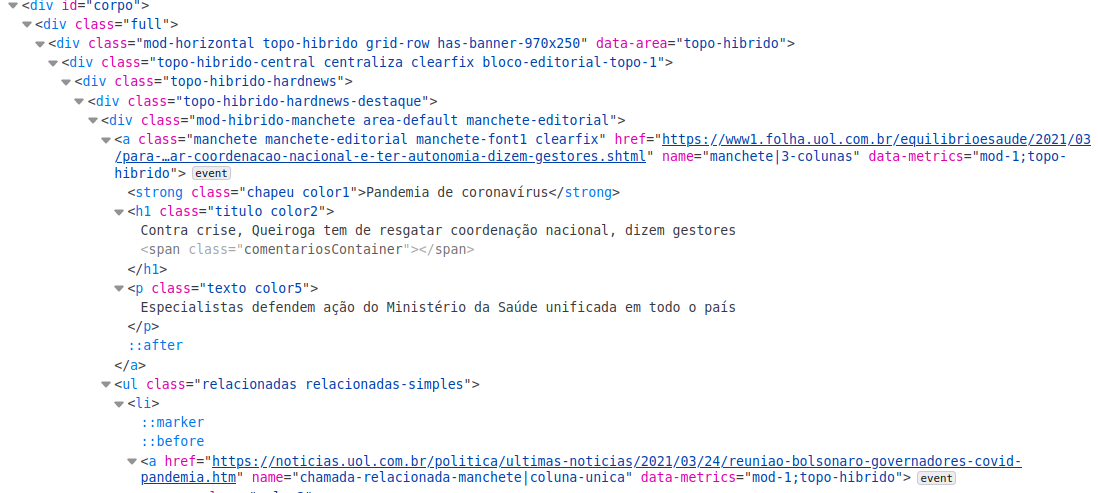 <div id="corpo">
<div class="full">
<div class="mod-horizontal topo-hibrido grid-row has-banner-970x250" data-area="topo-hibrido">
<div class="topo-hibrido-central centraliza clearfix bloco-editorial-topo-1">
<div class="topo-hibrido-hardnews">
<div class="topo-hibrido-hardnews-destaque">
<div class="mod-hibrido-manchete area-default manchete-editorial">
<a class="manchete manchete-editorial manchete-font1 clearfix" href="https://www1.folha.uol.com.br/equilibrioesaude/2021/03
/para-…ar-coordenacao-nacional-e-ter-autonomia-dizem-gestores.shtml" name="manchete|3-colunas" data-metrics="mod-1;topo-
hibrido"> event
<strong class="chapeu color1">Pandemia de coronavírus</strong>
<h1 class="titulo color2">
Contra crise, Queiroga tem de resgatar coordenação nacional, dizem gestores
<span class="comentariosContainer"></span>
</h1>
<p class="texto color5">
Especialistas defendem ação do Ministério da Saúde unificada em todo o país
</p>
::after
</a>
<ul class="relacionadas relacionadas-simples">
<li>
::marker
::before
<a href="https://noticias.uol.com.br/politica/ultimas-noticias/2021/03/24/reuniao-bolsonaro-governadores-covid-
pandemia.htm" name="chamada-relacionada-manchete|coluna-unica" data-metrics="mod-1;topo-hibrido"> event